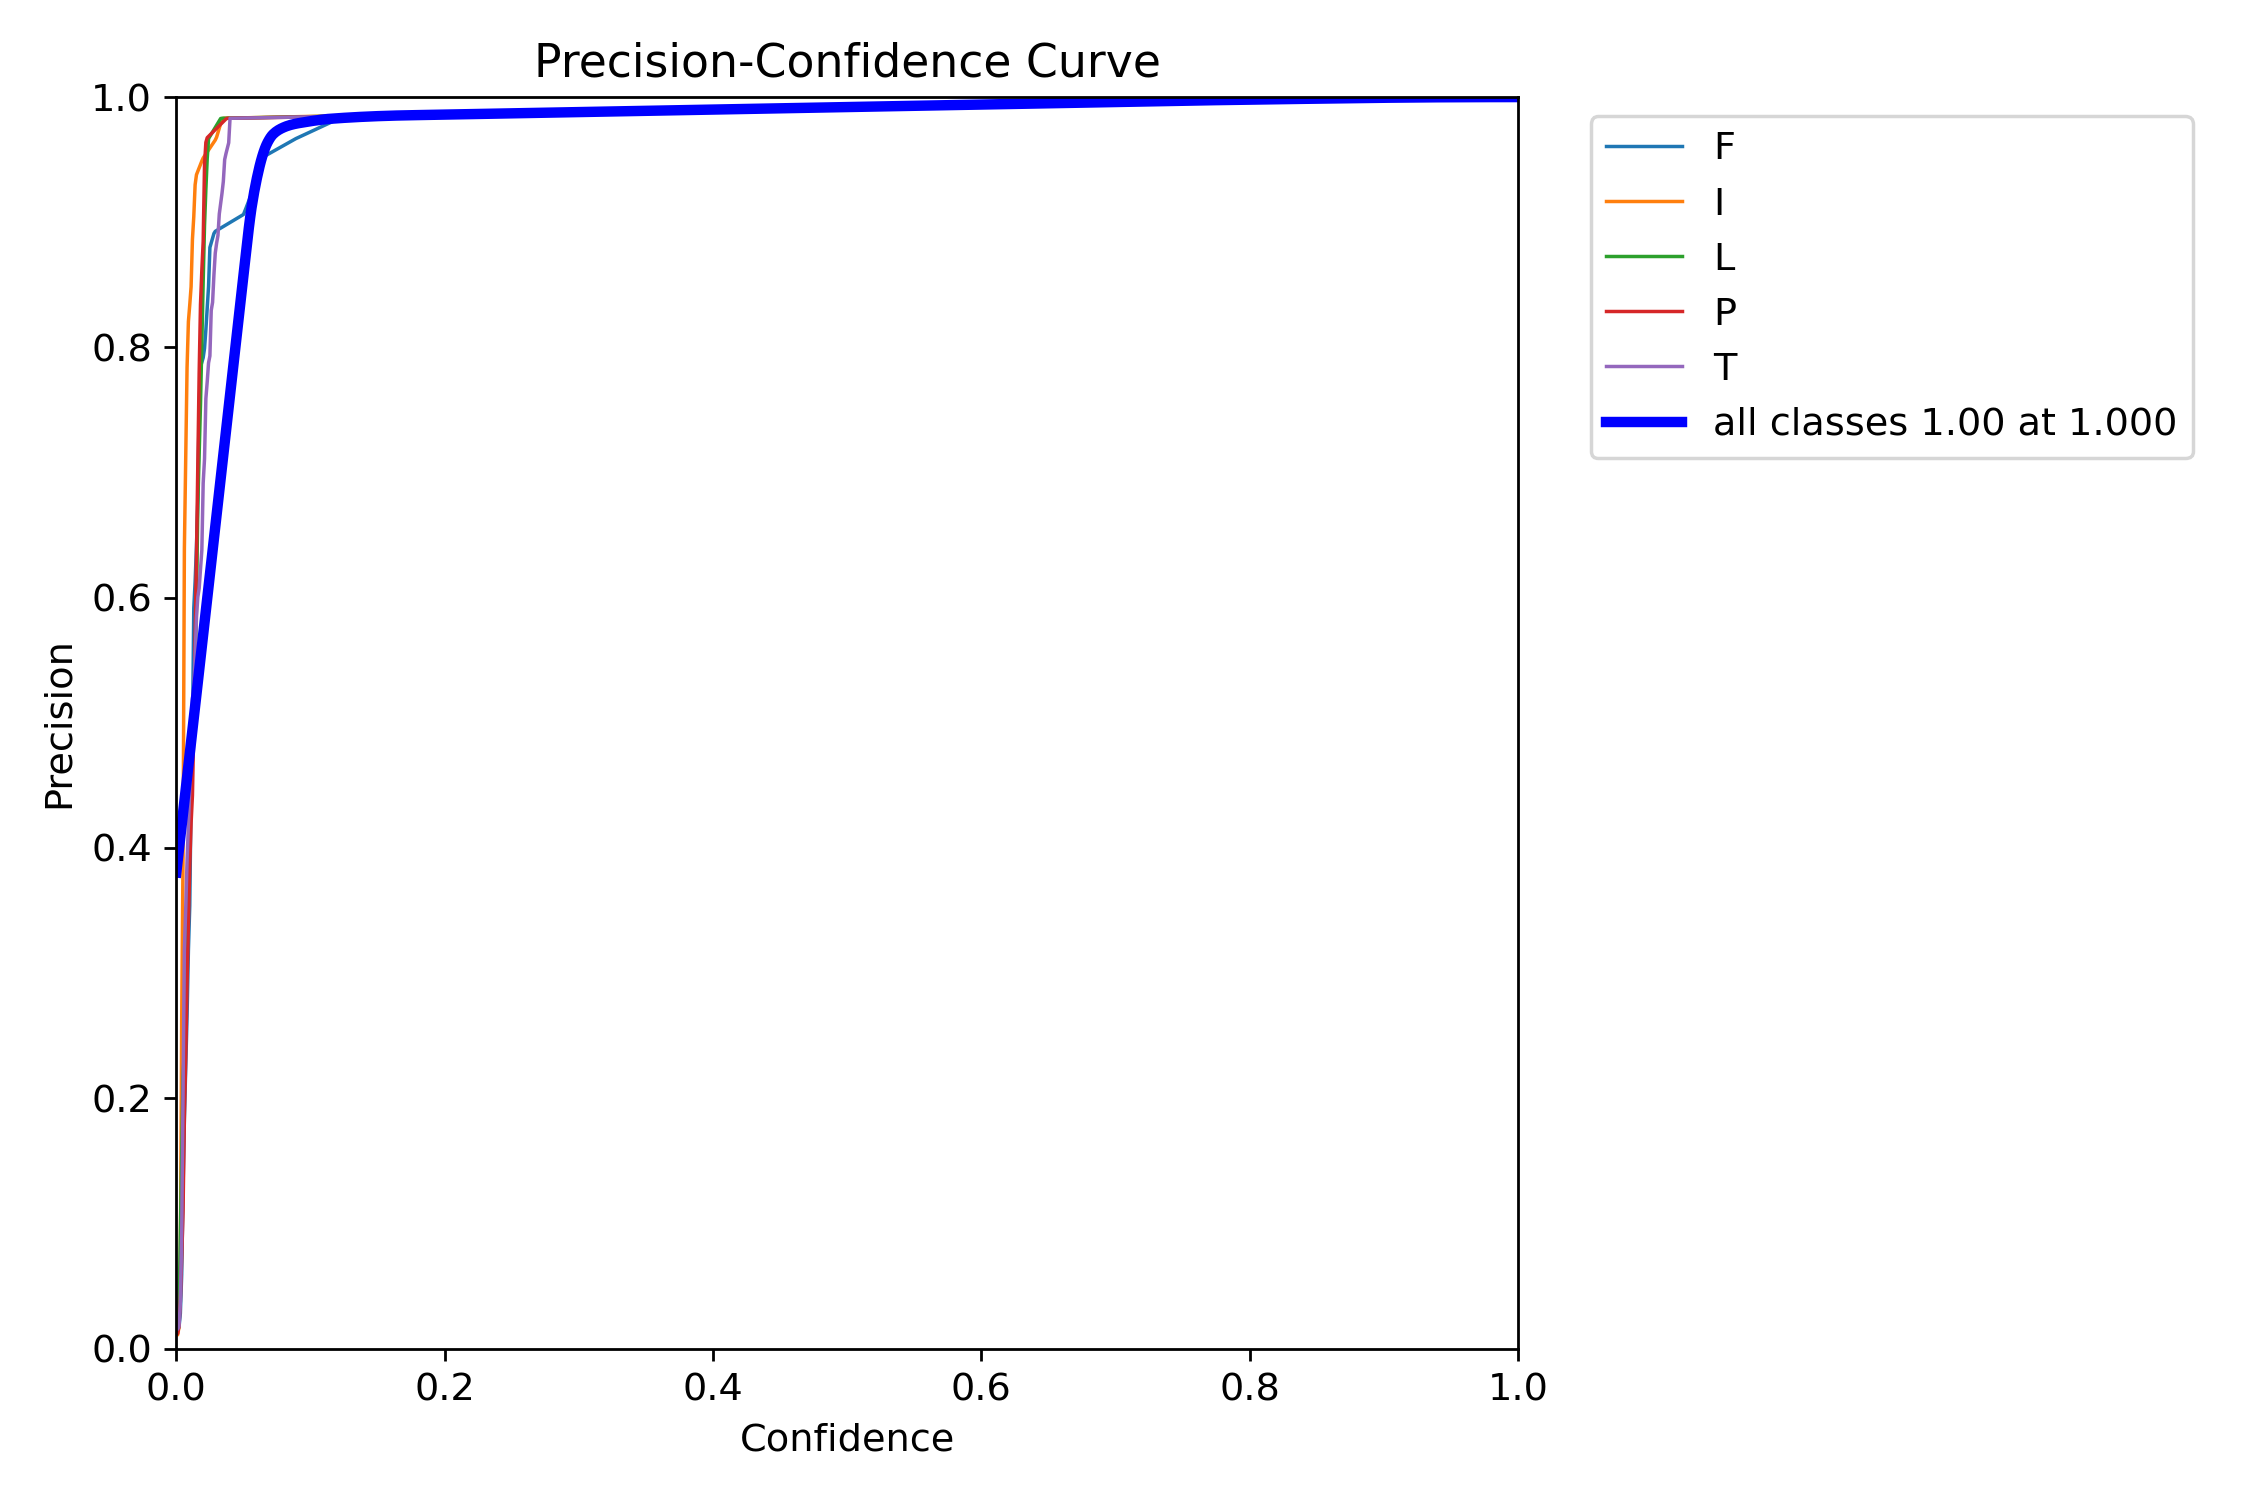 Precision-Confidence Curve
1.0
0.8
0.6
0.4
0.2
0.0
Precision
0.0 0.2 0.4 0.6 0.8 1.0
Confidence
F
I
L
P
T
all classes 1.00 at 1.000